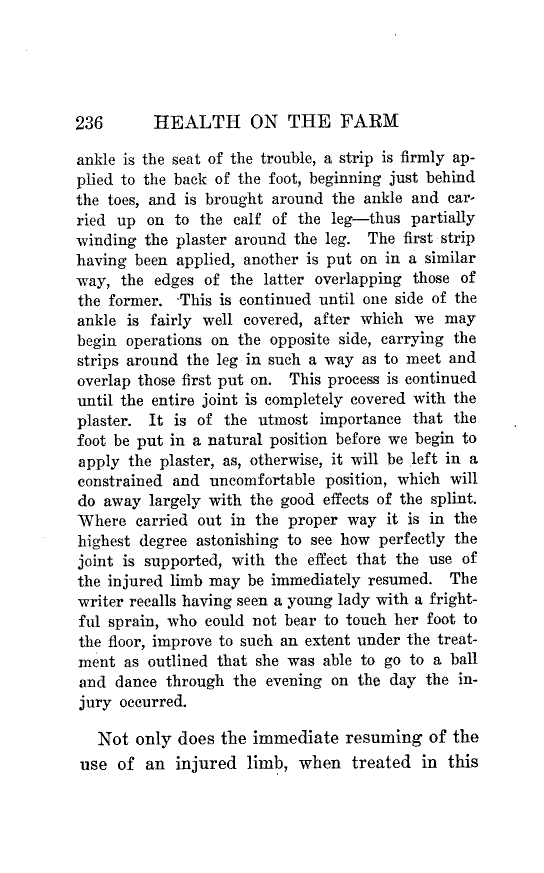 236 HEALTH ON THE FARM
ankle is the seat of the trouble, a strip is firmly ap-
plied to the back of the foot, beginning just behind
the toes, and is brought around the ankle and car-
ried up on to the calf of the leg—thus partially
winding the plaster around the leg. The first strip
having been applied, another is put on in a similar
way, the edges of the latter overlapping those of
the former. This is continued until one side of the
ankle is fairly well covered, after which we may
begin operations on the opposite side, carrying the
strips around the leg in such a way as to meet and
overlap those first put on. This process is continued
until the entire joint is completely covered with the
plaster. It is of the utmost importance that the
foot be put in a natural position before we begin to
apply the plaster, as, otherwise, it will be left in a
constrained and uncomfortable position, which will
do away largely with the good effects of the splint.
Where carried out in the proper way it is in the
highest degree astonishing to see how perfectly the
joint is supported, with the effect that the use of
the injured limb may be immediately resumed. The
writer recalls having seen a young lady with a fright-
ful sprain, who could not bear to touch her foot to
the floor, improve to such an extent under the treat-
ment as outlined that she was able to go to a ball
and dance through the evening on the day the in-
jury occurred.
Not only does the immediate resuming of the
use of an injured limb, when treated in this